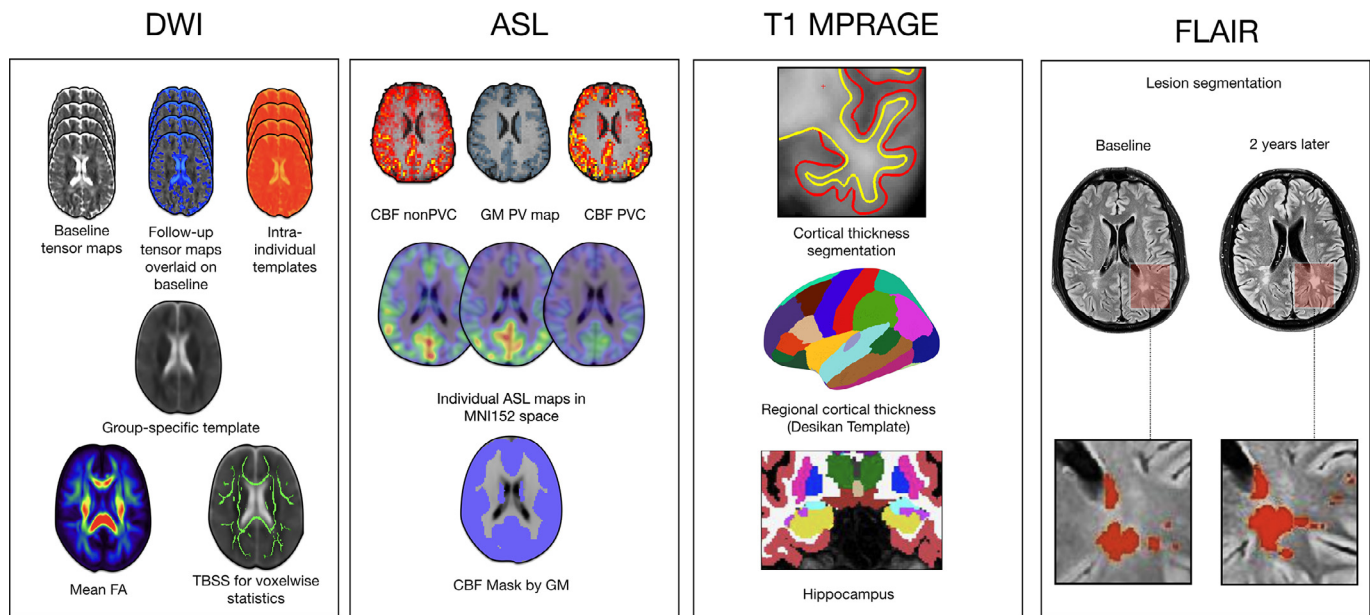 DWI
Baseline
tensor maps
Follow-up
tensor maps
overlaid on
baseline
Intra-
individual
templates
Group-specific template
Mean FA
TBSS for voxelwise
statistics
ASL
CBF nonPVC
GM PV map
CBF PVC
Individual ASL maps in
MNI152 space
CBF Mask by GM
T1 MPRAGE
Cortical thickness
segmentation
Regional cortical thickness
(Desikan Template)
Hippocampus
FLAIR
Lesion segmentation
Baseline
2 years later